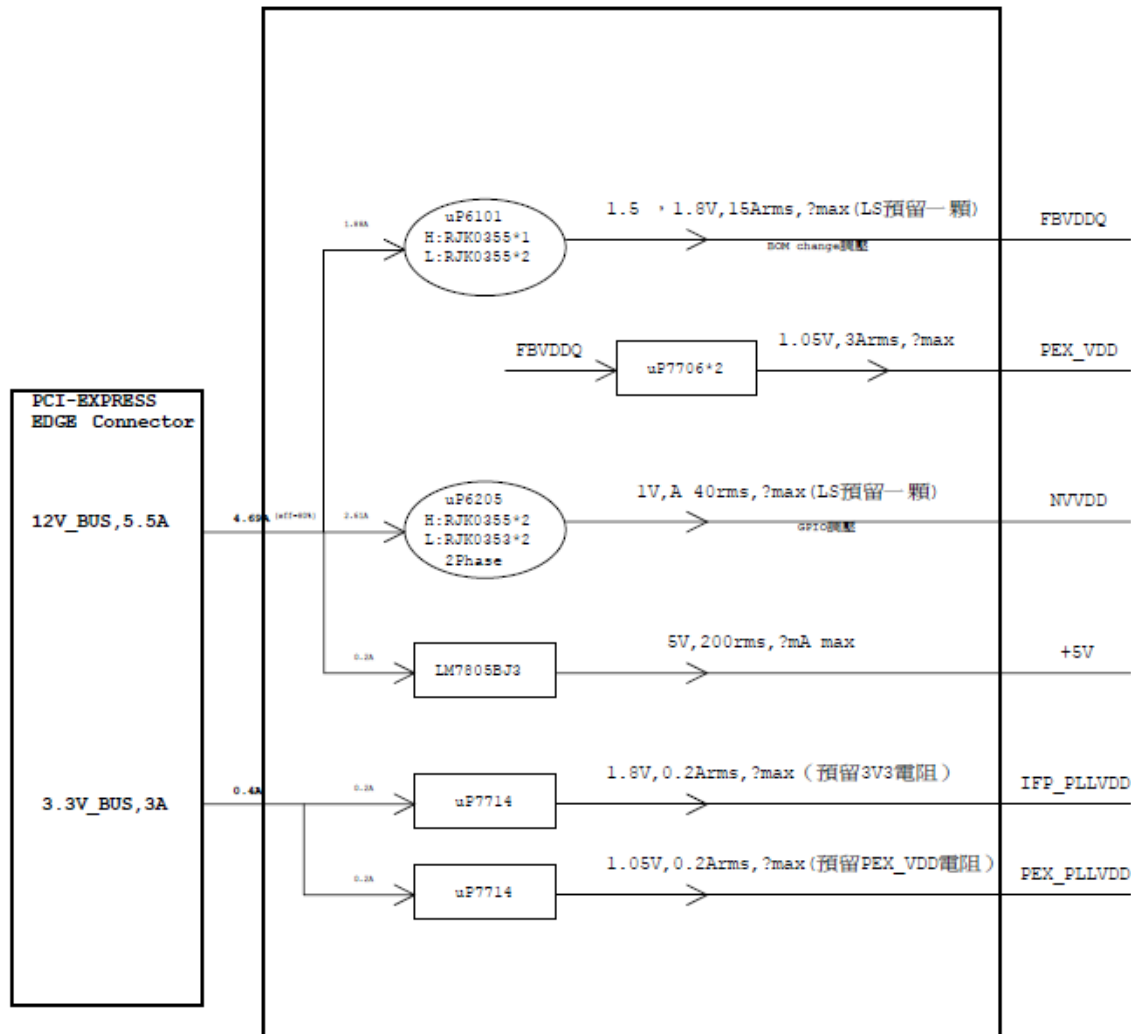 1.88A
uP6101
H:RJK0355*1
L:RJK0355*2
1.5 ，1.8V,15Arms,?max(LS預留一顆)
BOM change調壓
FBVDDQ
FBVDDQ
uP7706*2
1.05V,3Arms,?max
PEX_VDD
PCI-EXPRESS
EDGE Connector
12V_BUS,5.5A
4.69A (eff=80%)
2.61A
uP6205
H:RJK0355*2
L:RJK0353*2
2Phase
1V,A 40rms,?max(LS預留一顆)
GPIO調壓
NVVDD
0.2A
LM7805BJ3
5V,200rms,?mA max
+5V
3.3V_BUS,3A
0.4A
0.2A
uP7714
1.8V,0.2Arms,?max（預留3V3電阻）
IFP_PLLVDD
0.2A
uP7714
1.05V,0.2Arms,?max(預留PEX_VDD電阻）
PEX_PLLVDD